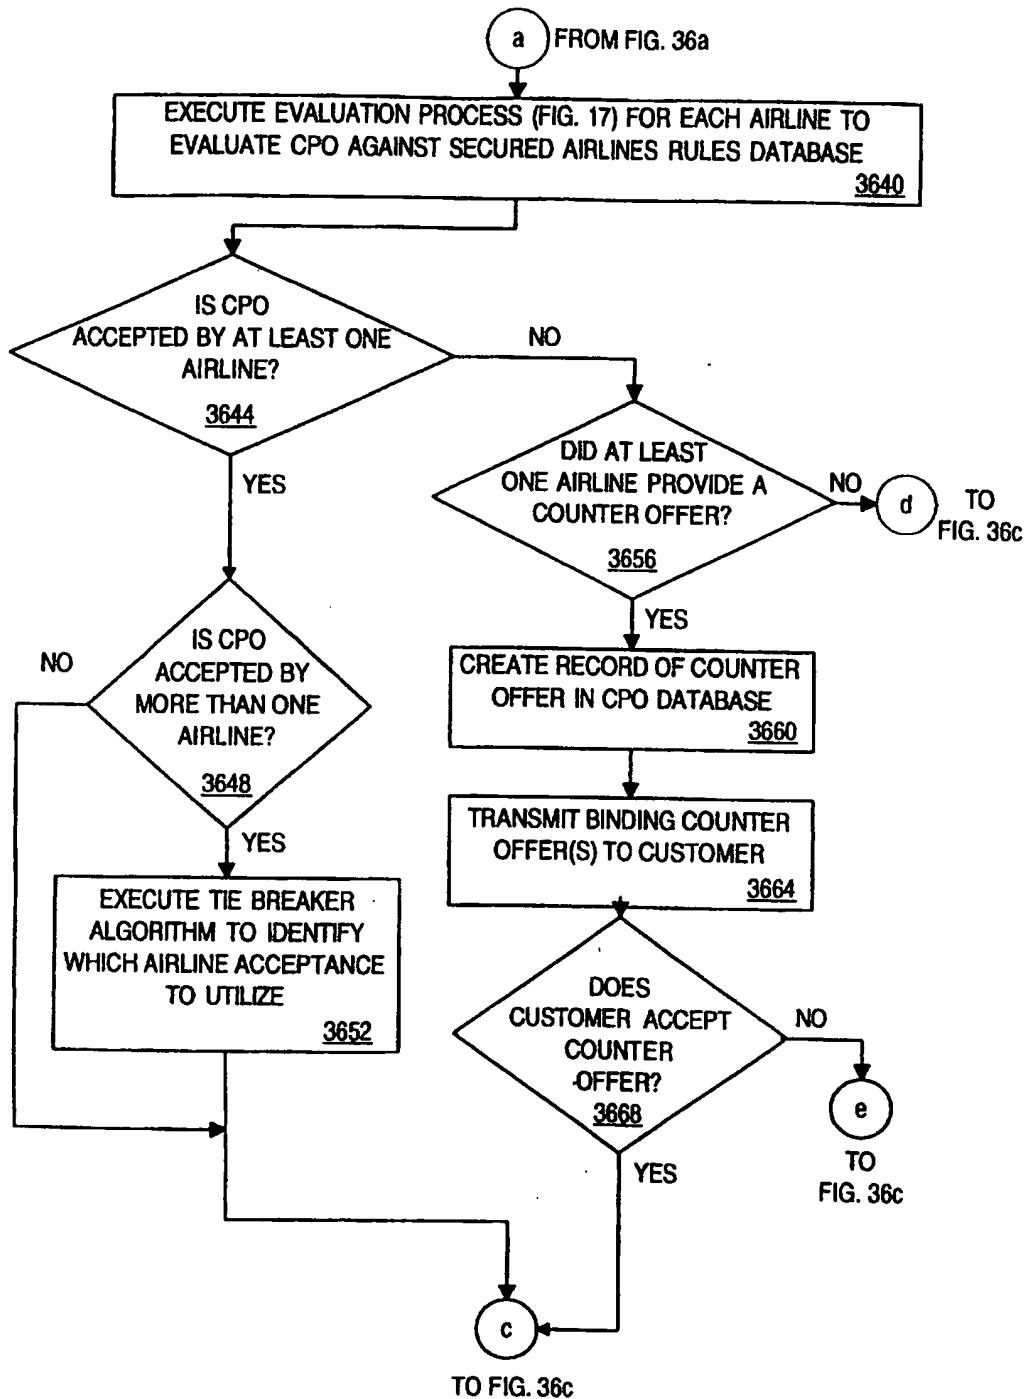 a FROM FIG. 36a
EXECUTE EVALUATION PROCESS (FIG. 17) FOR EACH AIRLINE TO
EVALUATE CPO AGAINST SECURED AIRLINES RULES DATABASE
3640
IS CPO
ACCEPTED BY AT LEAST ONE
AIRLINE?
3644
NO
YES
DID AT LEAST
ONE AIRLINE PROVIDE A
COUNTER OFFER?
3656
NO
d
TO
FIG. 36c
YES
IS CPO
ACCEPTED BY
MORE THAN ONE
AIRLINE?
3648
NO
YES
CREATE RECORD OF COUNTER
OFFER IN CPO DATABASE
3660
TRANSMIT BINDING COUNTER
OFFER(S) TO CUSTOMER
3664
EXECUTE TIE BREAKER
ALGORITHM TO IDENTIFY
WHICH AIRLINE ACCEPTANCE
TO UTILIZE
3652
DOES
CUSTOMER ACCEPT
COUNTER
OFFER?
3668
NO
e
TO
FIG. 36c
YES
c
TO FIG. 36c